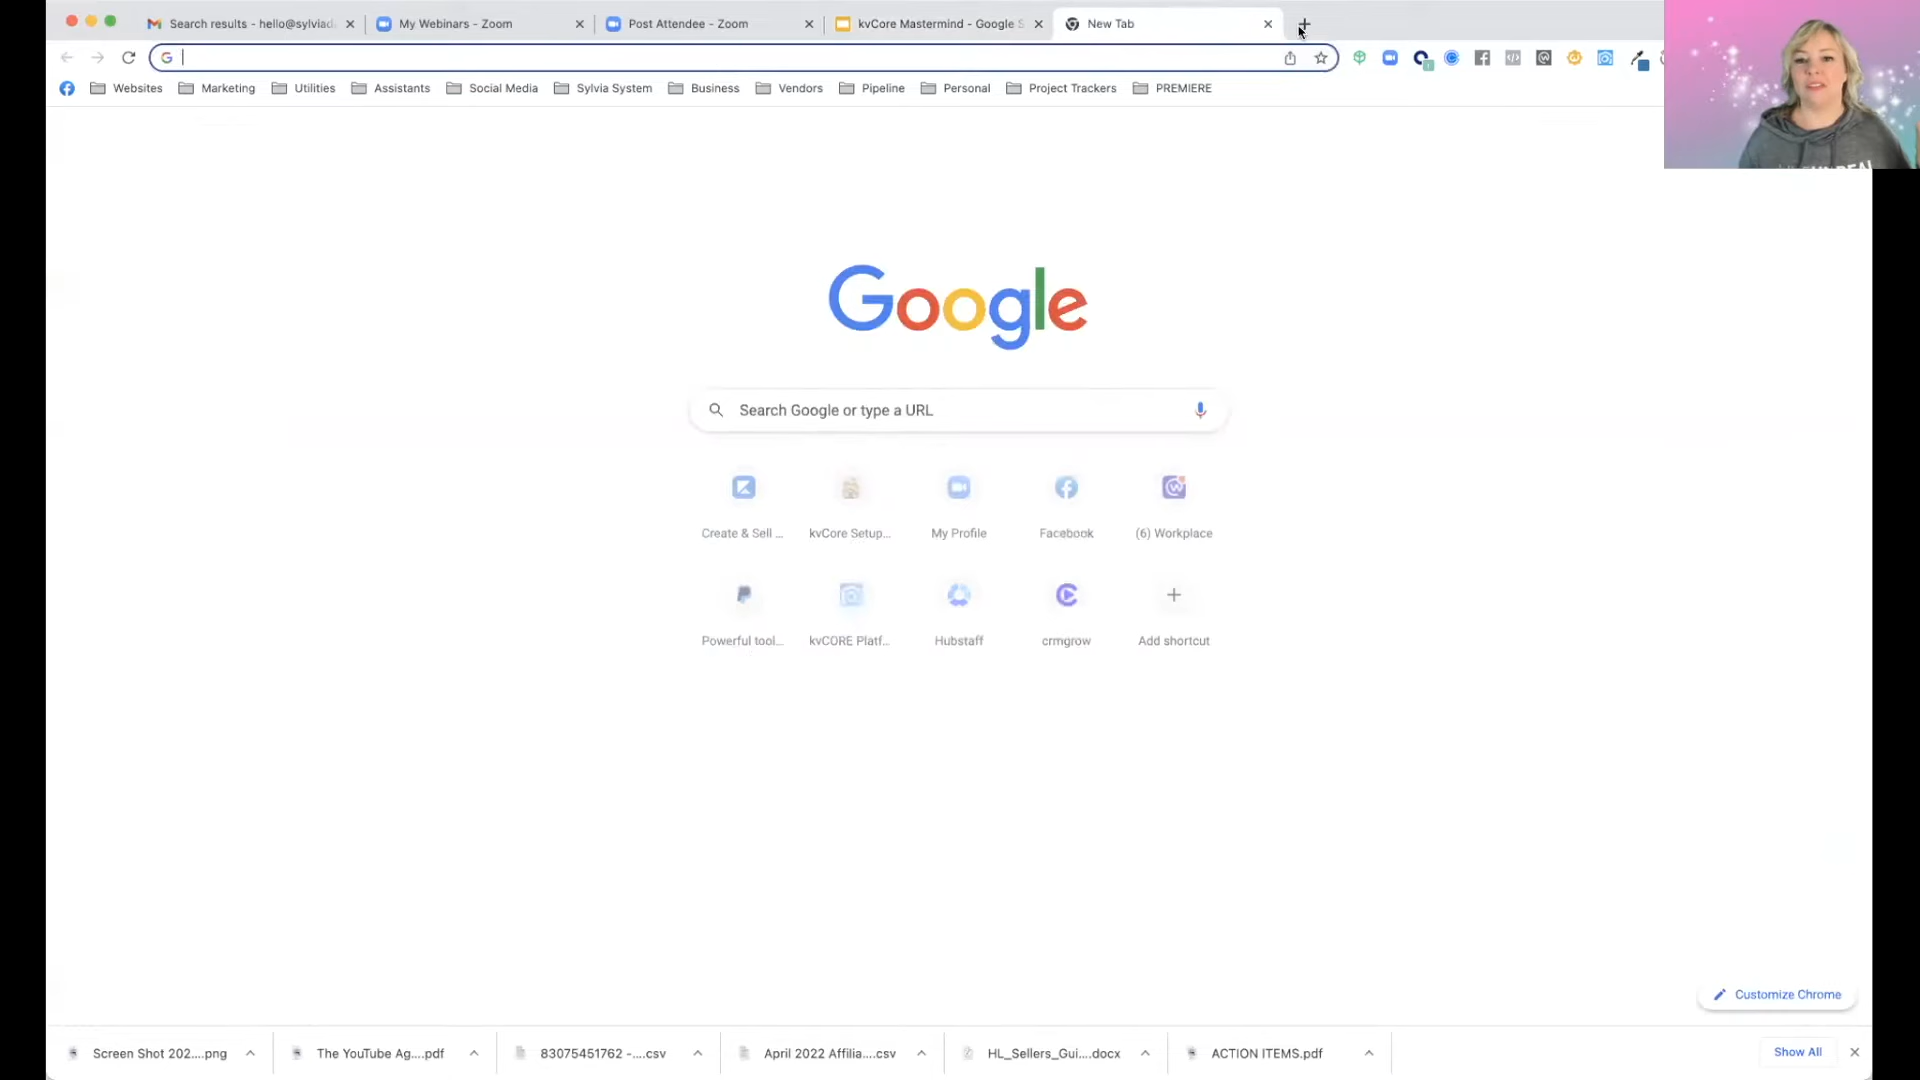 Search results - hello@sylviad
My Webinars - Zoom
Post Attendee - Zoom
kvCore Mastermind - Google S
New Tab
Websites
Marketing
Utilities
Assistants
Social Media
Sylvia System
Business
Vendors
Pipeline
Personal
Project Trackers
PREMIERE
Google
Search Google or type a URL
Create & Sell ...
kvCore Setup...
My Profile
Facebook
(6) Workplace
Powerful tool...
kvCORE Platf...
Hubstaff
crmgrow
Add shortcut
Customize Chrome
Screen Shot 202....png
The YouTube Ag....pdf
83075451762 -....csv
April 2022 Affilia....csv
HL_Sellers_Gui....docx
ACTION ITEMS.pdf
Show All